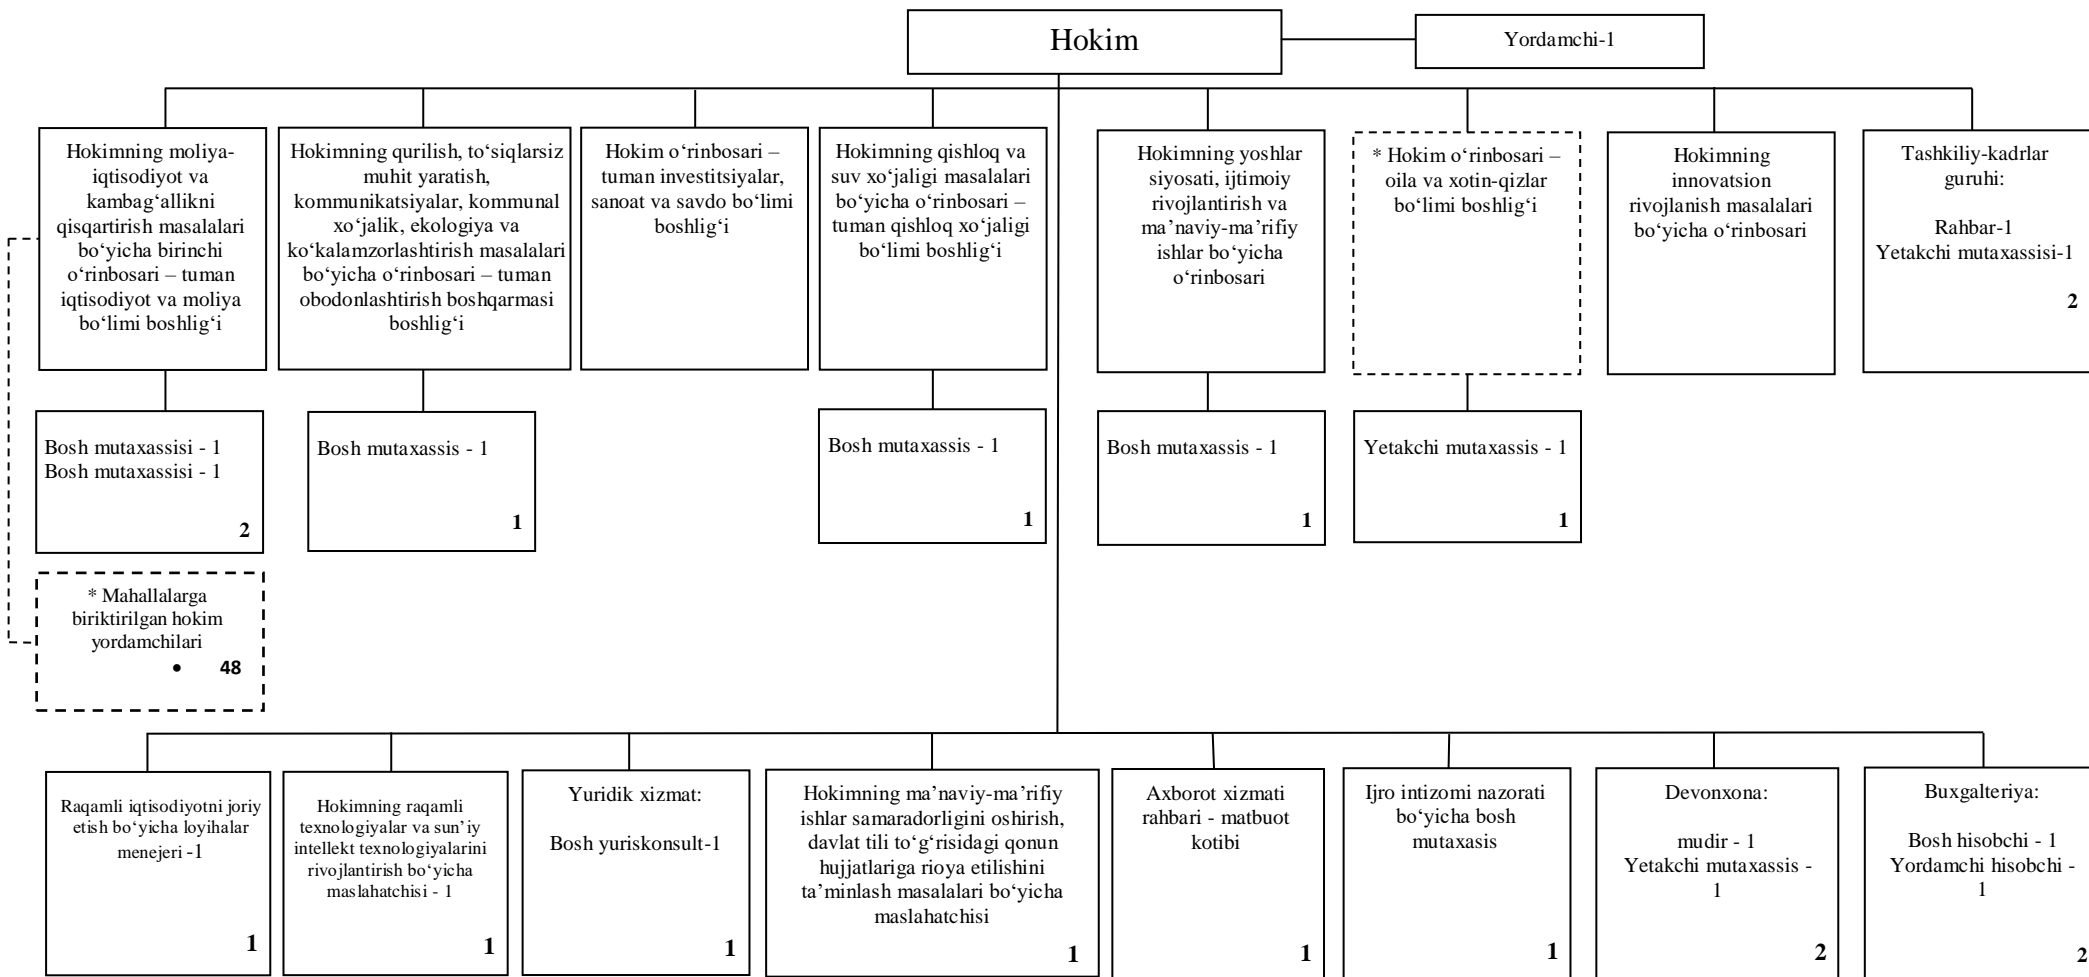 Hokim
Yordamchi-1
Hokimning moliya-
iqtisodiyot va
kambag‘allikni
qisqartirish masalalari
bo‘yicha birinchi
o‘rinbosari – tuman
iqtisodiyot va moliya
bo‘limi boshlig‘i
Hokimning qurilish, to‘siqlarsiz
muhit yaratish,
kommunikatsiyalar, kommunal
xo‘jalik, ekologiya va
ko‘kalamzorlashtirish masalalari
bo‘yicha o‘rinbosari – tuman
obodonlashtirish boshqarmasi
boshlig‘i
Hokim o‘rinbosari –
tuman investitsiyalar,
sanoat va savdo bo‘limi
boshlig‘i
Hokimning qishloq va
suv xo‘jaligi masalalari
bo‘yicha o‘rinbosari –
tuman qishloq xo‘jaligi
bo‘limi boshlig‘i
Hokimning yoshlar
siyosati, ijtimoiy
rivojlantirish va
ma’naviy-ma’rifiy
ishlar bo‘yicha
o‘rinbosari
* Hokim o‘rinbosari –
oila va xotin-qizlar
bo‘limi boshlig‘i
Hokimning
innovatsion
rivojlanish masalalari
bo‘yicha o‘rinbosari
Tashkiliy-kadrlar
guruhi:
Rahbar-1
Yetakchi mutaxassisi-1
2
Bosh mutaxassisi - 1
Bosh mutaxassisi - 1
2
Bosh mutaxassis - 1
1
Bosh mutaxassis - 1
1
Bosh mutaxassis - 1
1
Yetakchi mutaxassis - 1
1
* Mahallalarga
biriktirilgan hokim
yordamchilari
• 48
Raqamli iqtisodiyotni joriy
etish bo‘yicha loyihalar
menejeri -1
1
Hokimning raqamli
texnologiyalar va sun’iy
intellekt texnologiyalarini
rivojlantirish bo‘yicha
maslahatchisi - 1
1
Yuridik xizmat:
Bosh yuriskonsult-1
1
Hokimning ma’naviy-ma’rifiy
ishlar samaradorligini oshirish,
davlat tili to‘g‘risidagi qonun
hujjatlariga rioya etilishini
ta’minlash masalalari bo‘yicha
maslahatchisi
1
Axborot xizmati
rahbari - matbuot
kotibi
1
Ijro intizomi nazorati
bo‘yicha bosh
mutaxasis
1
Devonxona:
mudir - 1
Yetakchi mutaxassis -
1
2
Buxgalteriya:
Bosh hisobchi - 1
Yordamchi hisobchi -
1
2